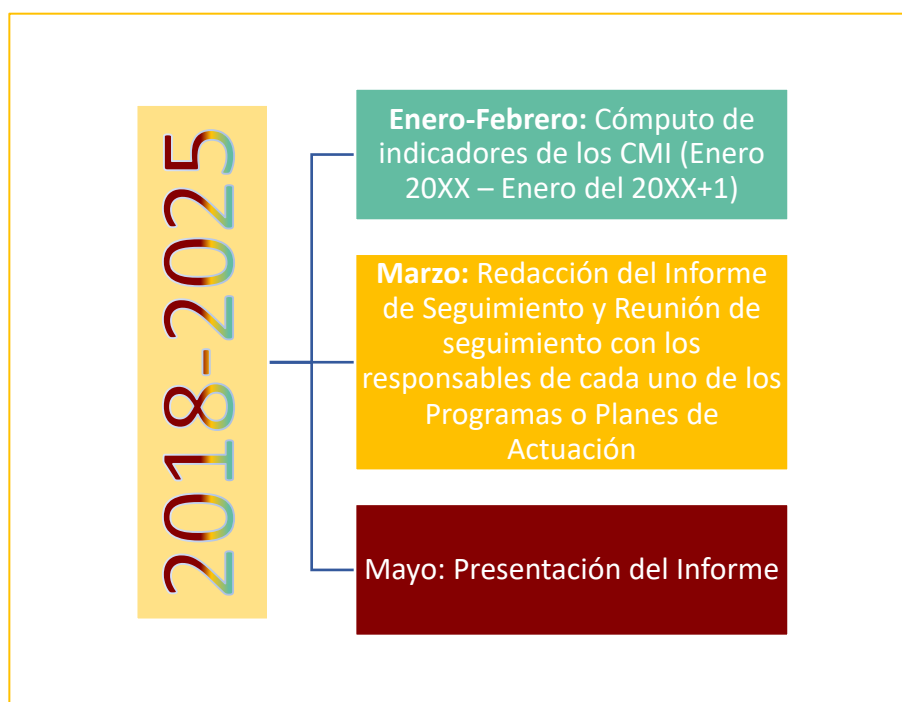 2018-2025
Enero-Febrero: Cómputo de
indicadores de los CMI (Enero
20XX – Enero del 20XX+1)
Marzo: Redacción del Informe
de Seguimiento y Reunión de
seguimiento con los
responsables de cada uno de los
Programas o Planes de
Actuación
Mayo: Presentación del Informe